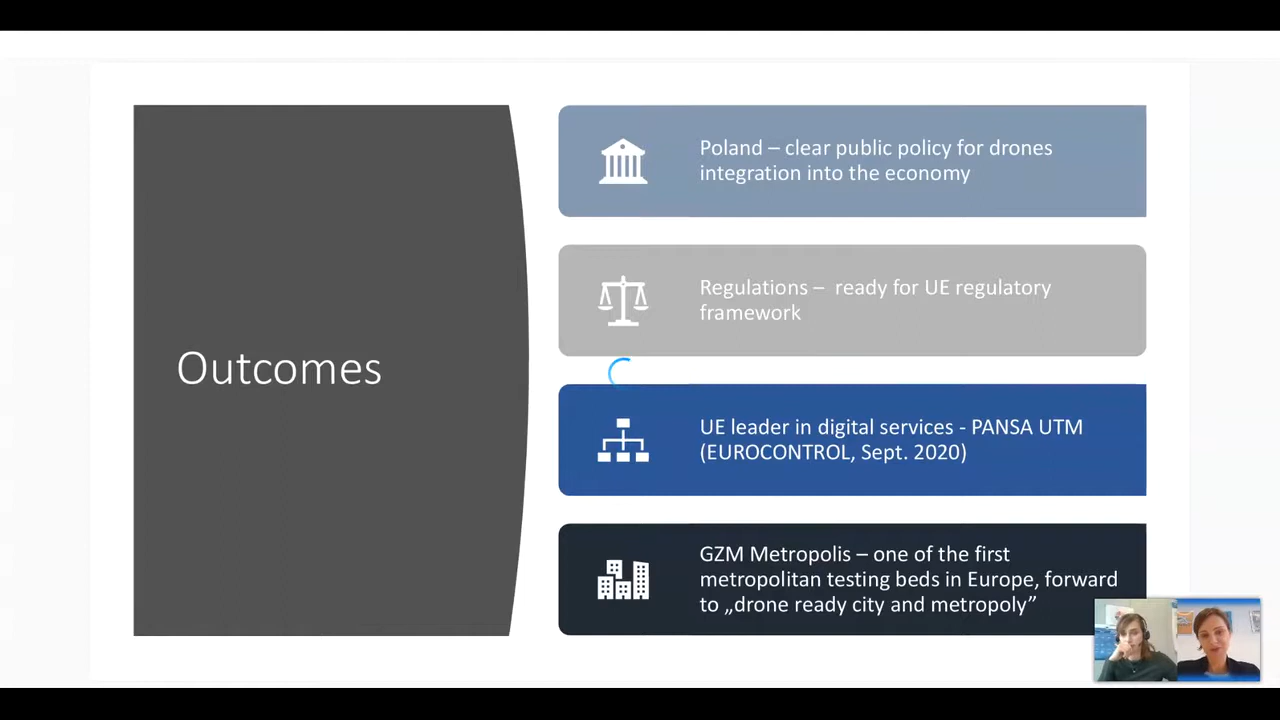 Outcomes
Poland – clear public policy for drones
integration into the economy
Regulations –  ready for UE regulatory
framework
UE leader in digital services - PANSA UTM
(EUROCONTROL, Sept. 2020)
GZM Metropolis – one of the first
metropolitan testing beds in Europe, forward
to „drone ready city and metropoly”